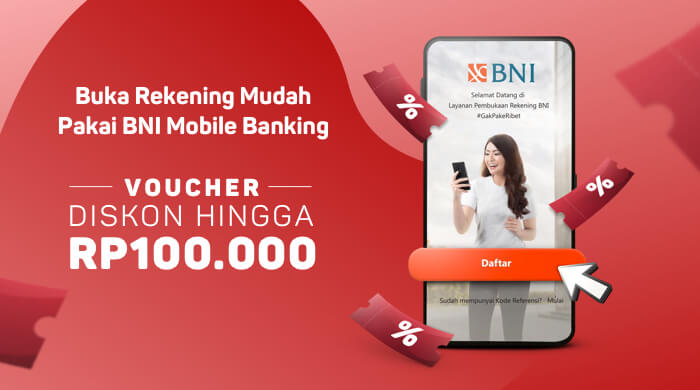 Buka Rekening Mudah
Pakai BNI Mobile Banking
VOUCHER
DISKON HINGGA
RP100.000
BNI
Selamat Datang di
Layanan Pembukaan Rekening BNI
#GakPakeRibet
Daftar
Sudah mempunyai Kode Referensi? Mulai
%
%
%